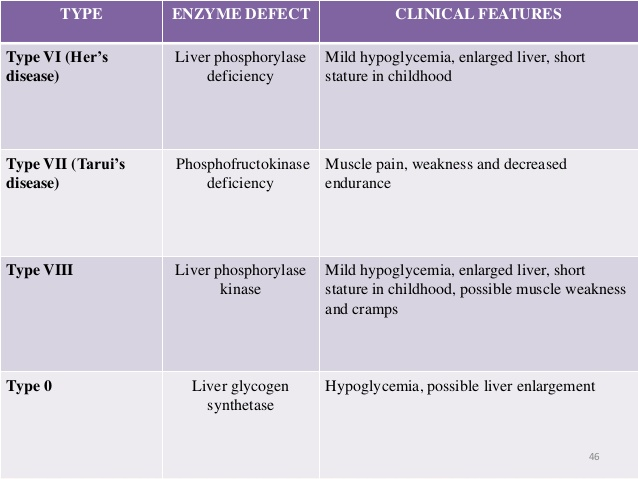 TYPE ENZYME DEFECT CLINICAL FEATURES
Type VI (Her's
disease)
Liver phosphorylase
deficiency
Mild hypoglycemia, enlarged liver, short
stature in childhood
Type VII (Tarui's
disease)
Phosphofructokinase
deficiency
Muscle pain, weakness and decreased
endurance
Type VIII
Liver phosphorylase
kinase
Mild hypoglycemia, enlarged liver, short
stature in childhood, possible muscle weakness
and cramps
Type 0
Liver glycogen
synthetase
Hypoglycemia, possible liver enlargement
46